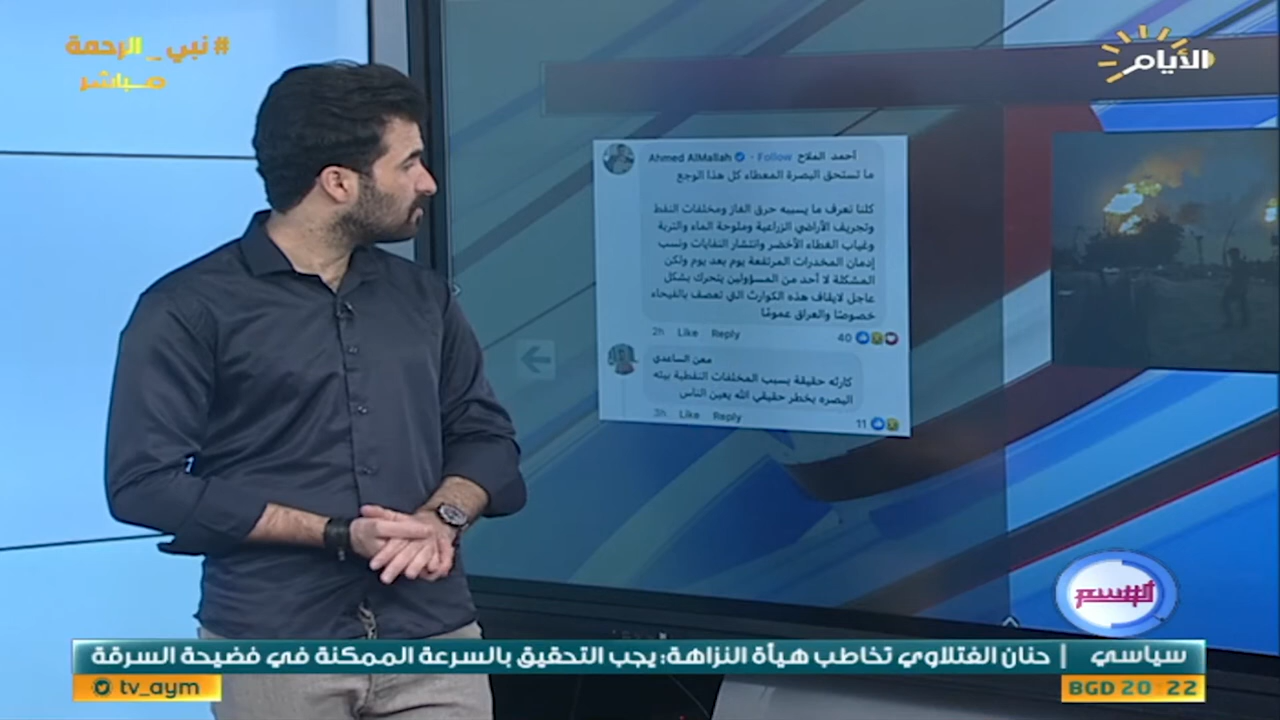 #نبي_الرحمة
مباشر
الأيام
Ahmed AlMallah · Follow أحمد الملاح
ما تستحق البصرة المعطاء كل هذا الوجع
كلنا نعرف ما يسببه حرق الغاز ومخلفات النفط
وتجريف الأراضي الزراعية وملوحة الماء والتربة
وغياب الغطاء الأخضر وانتشار النفايات ونسب
إدمان المخدرات المرتفعة يوم بعد يوم ولكن
المشكلة لا أحد من المسؤولين يتحرك بشكل
عاجل لايقاف هذه الكوارث التي تعصف بالفيحاء
خصوصًا والعراق عمومًا
2h Like Reply 40
معن الساعدي
كارثه حقيقة بسبب المخلفات النفطية بيئه
البصره بخطر حقيقي الله يعين الناس
3h Like Reply 11
سياسي | حنان الفتلاوي تخاطب هيأة النزاهة: يجب التحقيق بالسرعة الممكنة في فضيحة السرقة
tv_aym
BGD 20 22